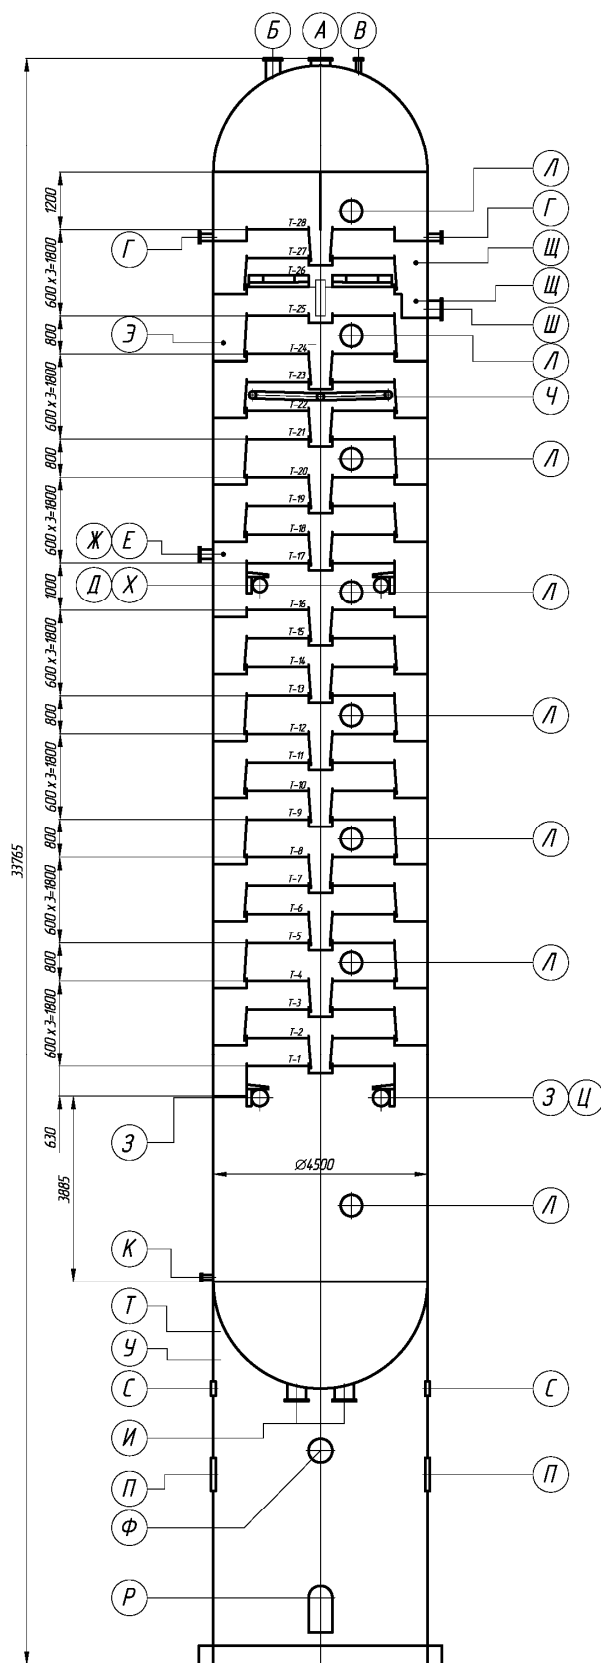 Б А В
Л
1200
Т-28
Г
Г
Т-27
Щ
600 х 3=1800
Т-26
Щ
Ш
Т-25
Э
800
Л
Т-24
600 х 3=1800
Т-23
Ч
Т-22
Т-21
800
Л
Т-20
600 х 3=1800
Т-19
Т-18
Ж Е
Т-17
Д Х
1000
Л
Т-16
600 х 3=1800
Т-15
Т-14
Т-13
800
Л
Т-12
600 х 3=1800
Т-11
Т-10
Т-9
33765
800
Л
Т-8
600 х 3=1800
Т-7
Т-6
Т-5
800
Л
Т-4
600 х 3=1800
Т-3
Т-2
Т-1
З
З Ц
630
⌀4500
3885
Л
К
Т
У
С
С
И
П
П
Ф
Р